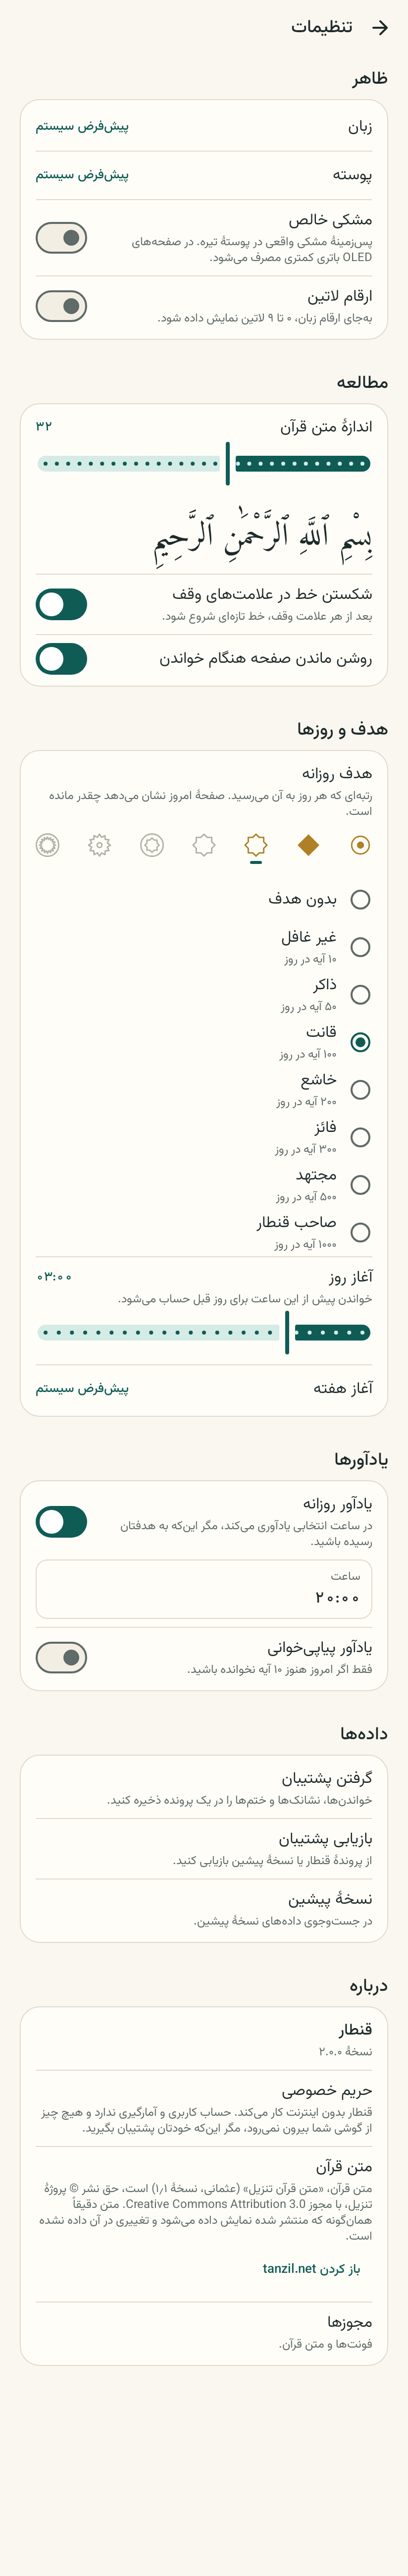 تنظیمات
ظاهر
زبان
پیش‌فرض سیستم
پوسته
پیش‌فرض سیستم
مشکی خالص
پس‌زمینهٔ مشکی واقعی در پوستهٔ تیره. در صفحه‌های
OLED باتری کمتری مصرف می‌شود.
ارقام لاتین
به‌جای ارقام زبان، ۰ تا ۹ لاتین نمایش داده شود.
مطالعه
اندازهٔ متن قرآن
۳۲
بِسْمِ ٱللَّهِ ٱلرَّحْمَٰنِ ٱلرَّحِيمِ
شکستن خط در علامت‌های وقف
بعد از هر علامت وقف، خط تازه‌ای شروع شود.
روشن ماندن صفحه هنگام خواندن
هدف و روزها
هدف روزانه
رتبه‌ای که هر روز به آن می‌رسید. صفحهٔ امروز نشان می‌دهد چقدر مانده
است.
بدون هدف
غیر غافل
۱۰ آیه در روز
ذاکر
۵۰ آیه در روز
قانت
۱۰۰ آیه در روز
خاشع
۲۰۰ آیه در روز
فائز
۳۰۰ آیه در روز
مجتهد
۵۰۰ آیه در روز
صاحب قنطار
۱۰۰۰ آیه در روز
آغاز روز
۰۳:۰۰
خواندن پیش از این ساعت برای روز قبل حساب می‌شود.
آغاز هفته
پیش‌فرض سیستم
یادآورها
یادآور روزانه
در ساعت انتخابی یادآوری می‌کند، مگر این‌که به هدفتان
رسیده باشید.
ساعت
۲۰:۰۰
یادآور پیاپی‌خوانی
فقط اگر امروز هنوز ۱۰ آیه نخوانده باشید.
داده‌ها
گرفتن پشتیبان
خواندن‌ها، نشانک‌ها و ختم‌ها را در یک پرونده ذخیره کنید.
بازیابی پشتیبان
از پروندهٔ قنطار یا نسخهٔ پیشین بازیابی کنید.
نسخهٔ پیشین
در جست‌وجوی داده‌های نسخهٔ پیشین.
درباره
قنطار
نسخهٔ ۲.۰.۰
حریم خصوصی
قنطار بدون اینترنت کار می‌کند. حساب کاربری و آمارگیری ندارد و هیچ چیز
از گوشی شما بیرون نمی‌رود، مگر این‌که خودتان پشتیبان بگیرید.
متن قرآن
متن قرآن، «متن قرآن تنزیل» (عثمانی، نسخهٔ ۱٫۱) است، حق نشر © پروژهٔ
تنزیل، با مجوز Creative Commons Attribution 3.0. متن دقیقاً
همان‌گونه که منتشر شده نمایش داده می‌شود و تغییری در آن داده نشده
است.
باز کردن tanzil.net
مجوزها
فونت‌ها و متن قرآن.